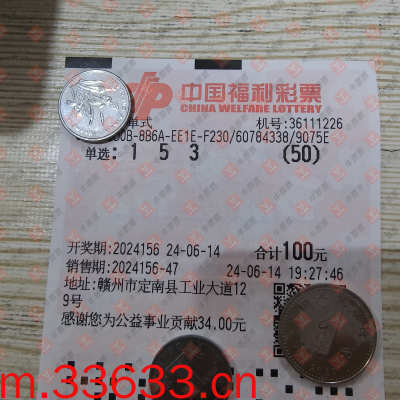 中国福利彩票
CHINA WELFARE LOTTERY
单式 机号:36111226
00B-8B6A-EE1E-F230/60784338/9075E
单选: 1 5 3 (50)
开奖期:2024156 24-06-14 合计100元
销售期:2024156-47 24-06-14 19:27:46
地址:赣州市定南县工业大道12
9号
感谢您为公益事业贡献34.00元
m.33633.cn